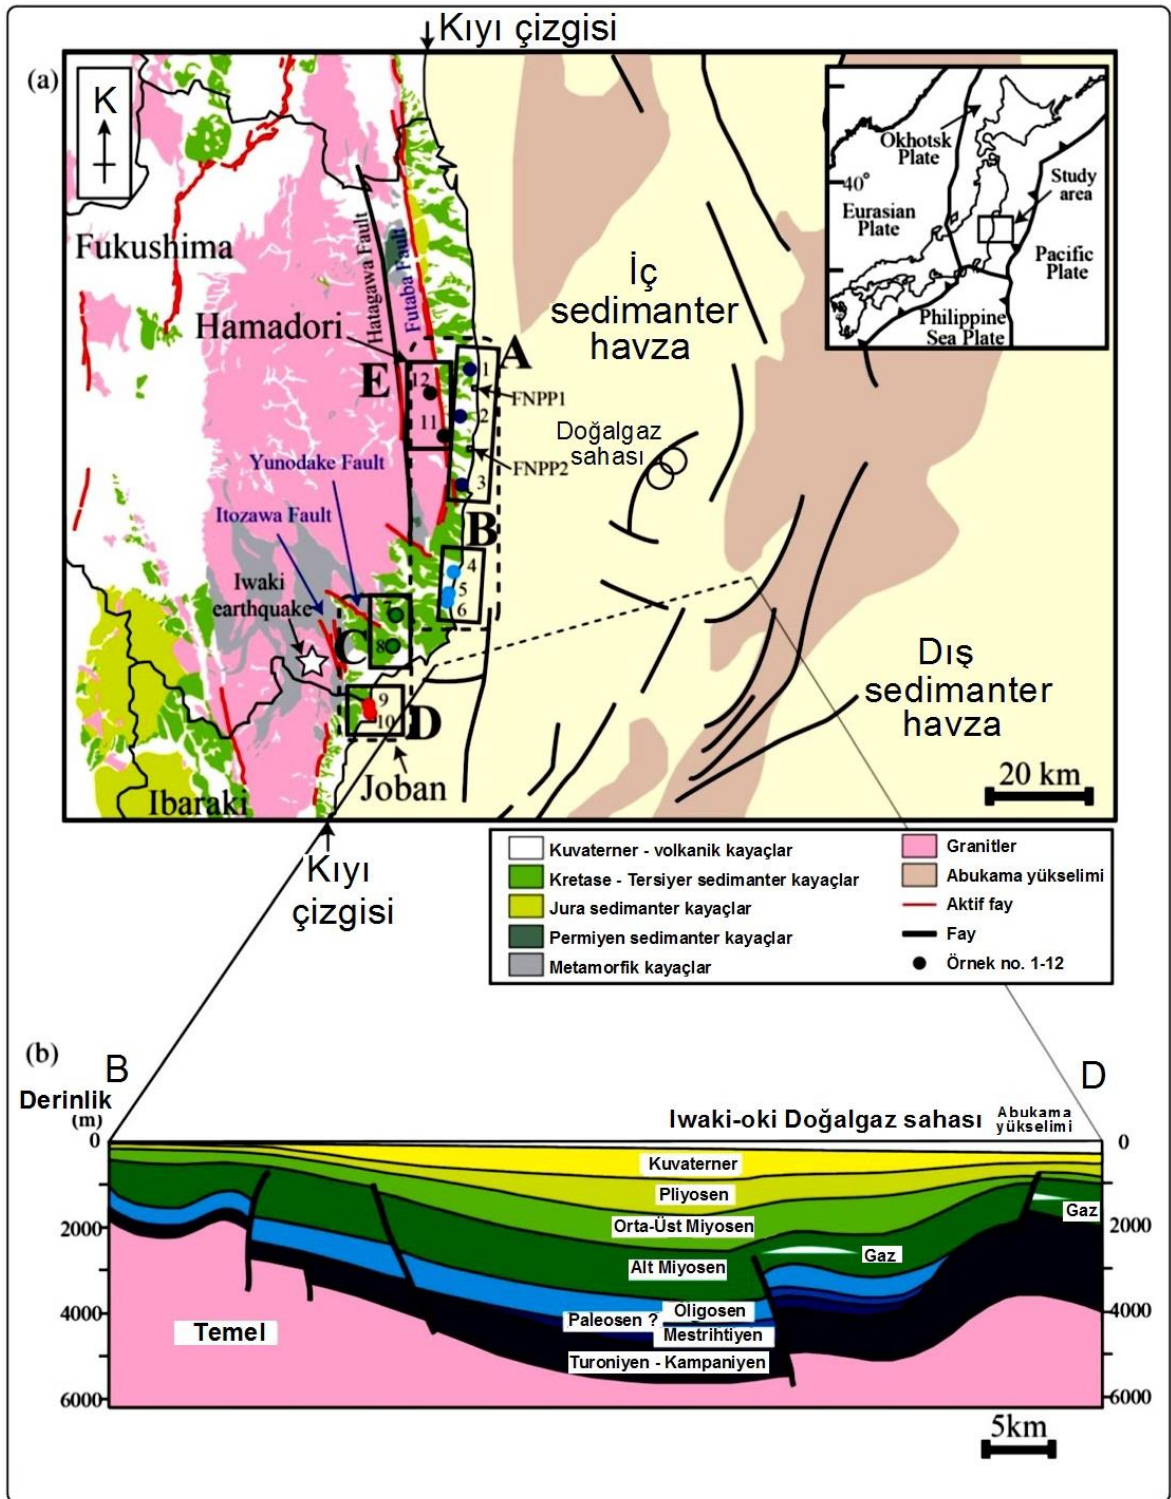 Kıyı çizgisi
(a)
K
Okhotsk
Plate
Study
area
40°
Eurasian
Plate
Pacific
Plate
Philippine
Sea Plate
Fukushima
Hatagawa Fault
Futaba Fault
İç
sedimanter
havza
Hamadori
A
1
E
12
FNPP1
2
11
Doğalgaz
sahası
Yunodake Fault
FNPP2
3
Itozawa Fault
B
4
Iwaki
earthquake
5
6
7
C
8
Dış
sedimanter
havza
9
10
D
Joban
20 km
Ibaraki
Kıyı
çizgisi
Kuvaterner - volkanik kayaçlar
Kretase - Tersiyer sedimanter kayaçlar
Jura sedimanter kayaçlar
Permiyen sedimanter kayaçlar
Metamorfik kayaçlar
Granitler
Abukama yükselimi
Aktif fay
Fay
Örnek no. 1-12
(b)
B
D
Derinlik
(m)
Iwaki-oki Doğalgaz sahası
Abukama
yükselimi
0
0
Kuvaterner
Pliyosen
Gaz
2000
Orta-Üst Miyosen
2000
Gaz
Alt Miyosen
4000
Oligosen
4000
Paleosen ?
Mestrihtiyen
Temel
Turoniyen - Kampaniyen
6000
6000
5km